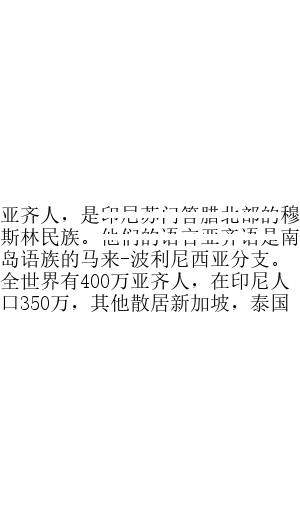 亚齐人，是印尼苏门答腊北部的穆
斯林民族。他们的语言亚齐语是南
岛语族的马来-波利尼西亚分支。
全世界有400万亚齐人，在印尼人
口350万，其他散居新加坡，泰国